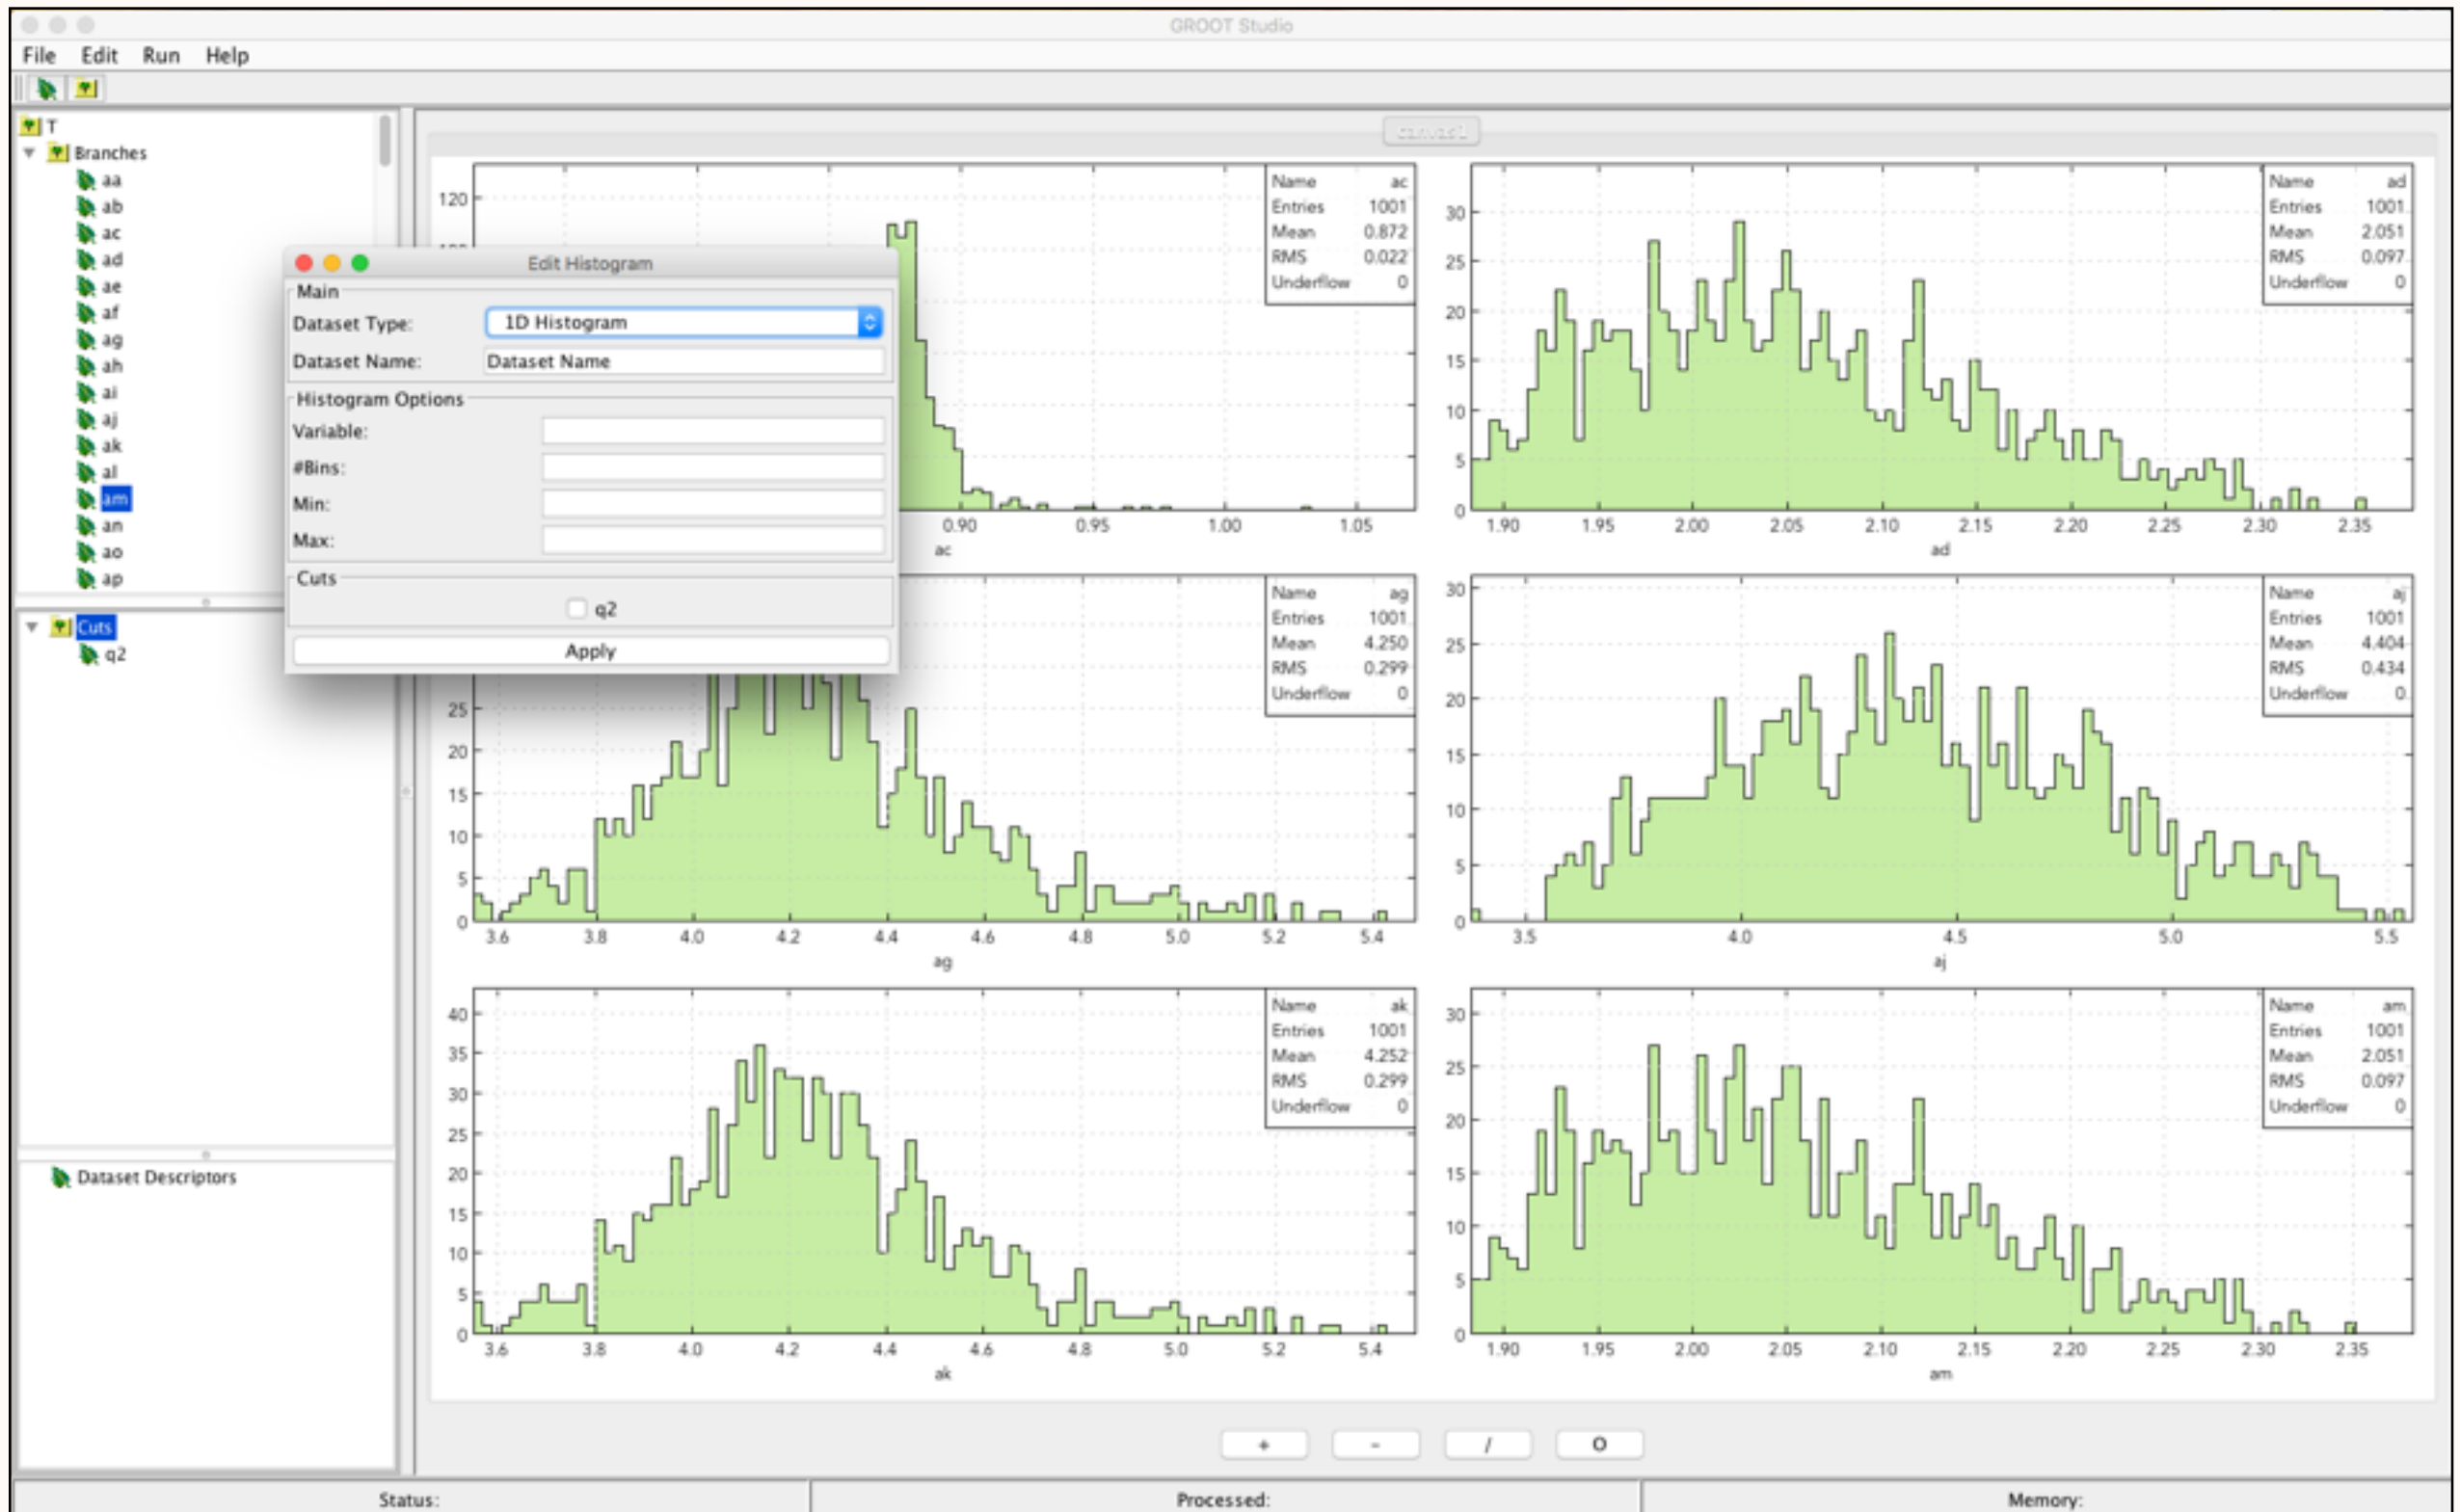 GROOT Studio
File Edit Run Help
T
Branches
aa
ab
ac
ad
ae
af
ag
ah
ai
aj
ak
al
am
an
ao
ap
Cuts
q2
Dataset Descriptors
Edit Histogram
Main
Dataset Type: 1D Histogram
Dataset Name: Dataset Name
Histogram Options
Variable:
#Bins:
Min:
Max:
Cuts
q2
Apply
canvas1
120
Name ac
Entries 1001
Mean 0.872
RMS 0.022
Underflow 0
0.90 0.95 1.00 1.05
ac
30
25
20
15
10
5
0
Name ad
Entries 1001
Mean 2.051
RMS 0.097
Underflow 0
1.90 1.95 2.00 2.05 2.10 2.15 2.20 2.25 2.30 2.35
ad
25
20
15
10
5
0
Name ag
Entries 1001
Mean 4.250
RMS 0.299
Underflow 0
3.6 3.8 4.0 4.2 4.4 4.6 4.8 5.0 5.2 5.4
ag
30
25
20
15
10
5
0
Name aj
Entries 1001
Mean 4.404
RMS 0.434
Underflow 0
3.5 4.0 4.5 5.0 5.5
aj
40
35
30
25
20
15
10
5
0
Name ak
Entries 1001
Mean 4.252
RMS 0.299
Underflow 0
3.6 3.8 4.0 4.2 4.4 4.6 4.8 5.0 5.2 5.4
ak
30
25
20
15
10
5
0
Name am
Entries 1001
Mean 2.051
RMS 0.097
Underflow 0
1.90 1.95 2.00 2.05 2.10 2.15 2.20 2.25 2.30 2.35
am
+ - / O
Status: Processed: Memory: